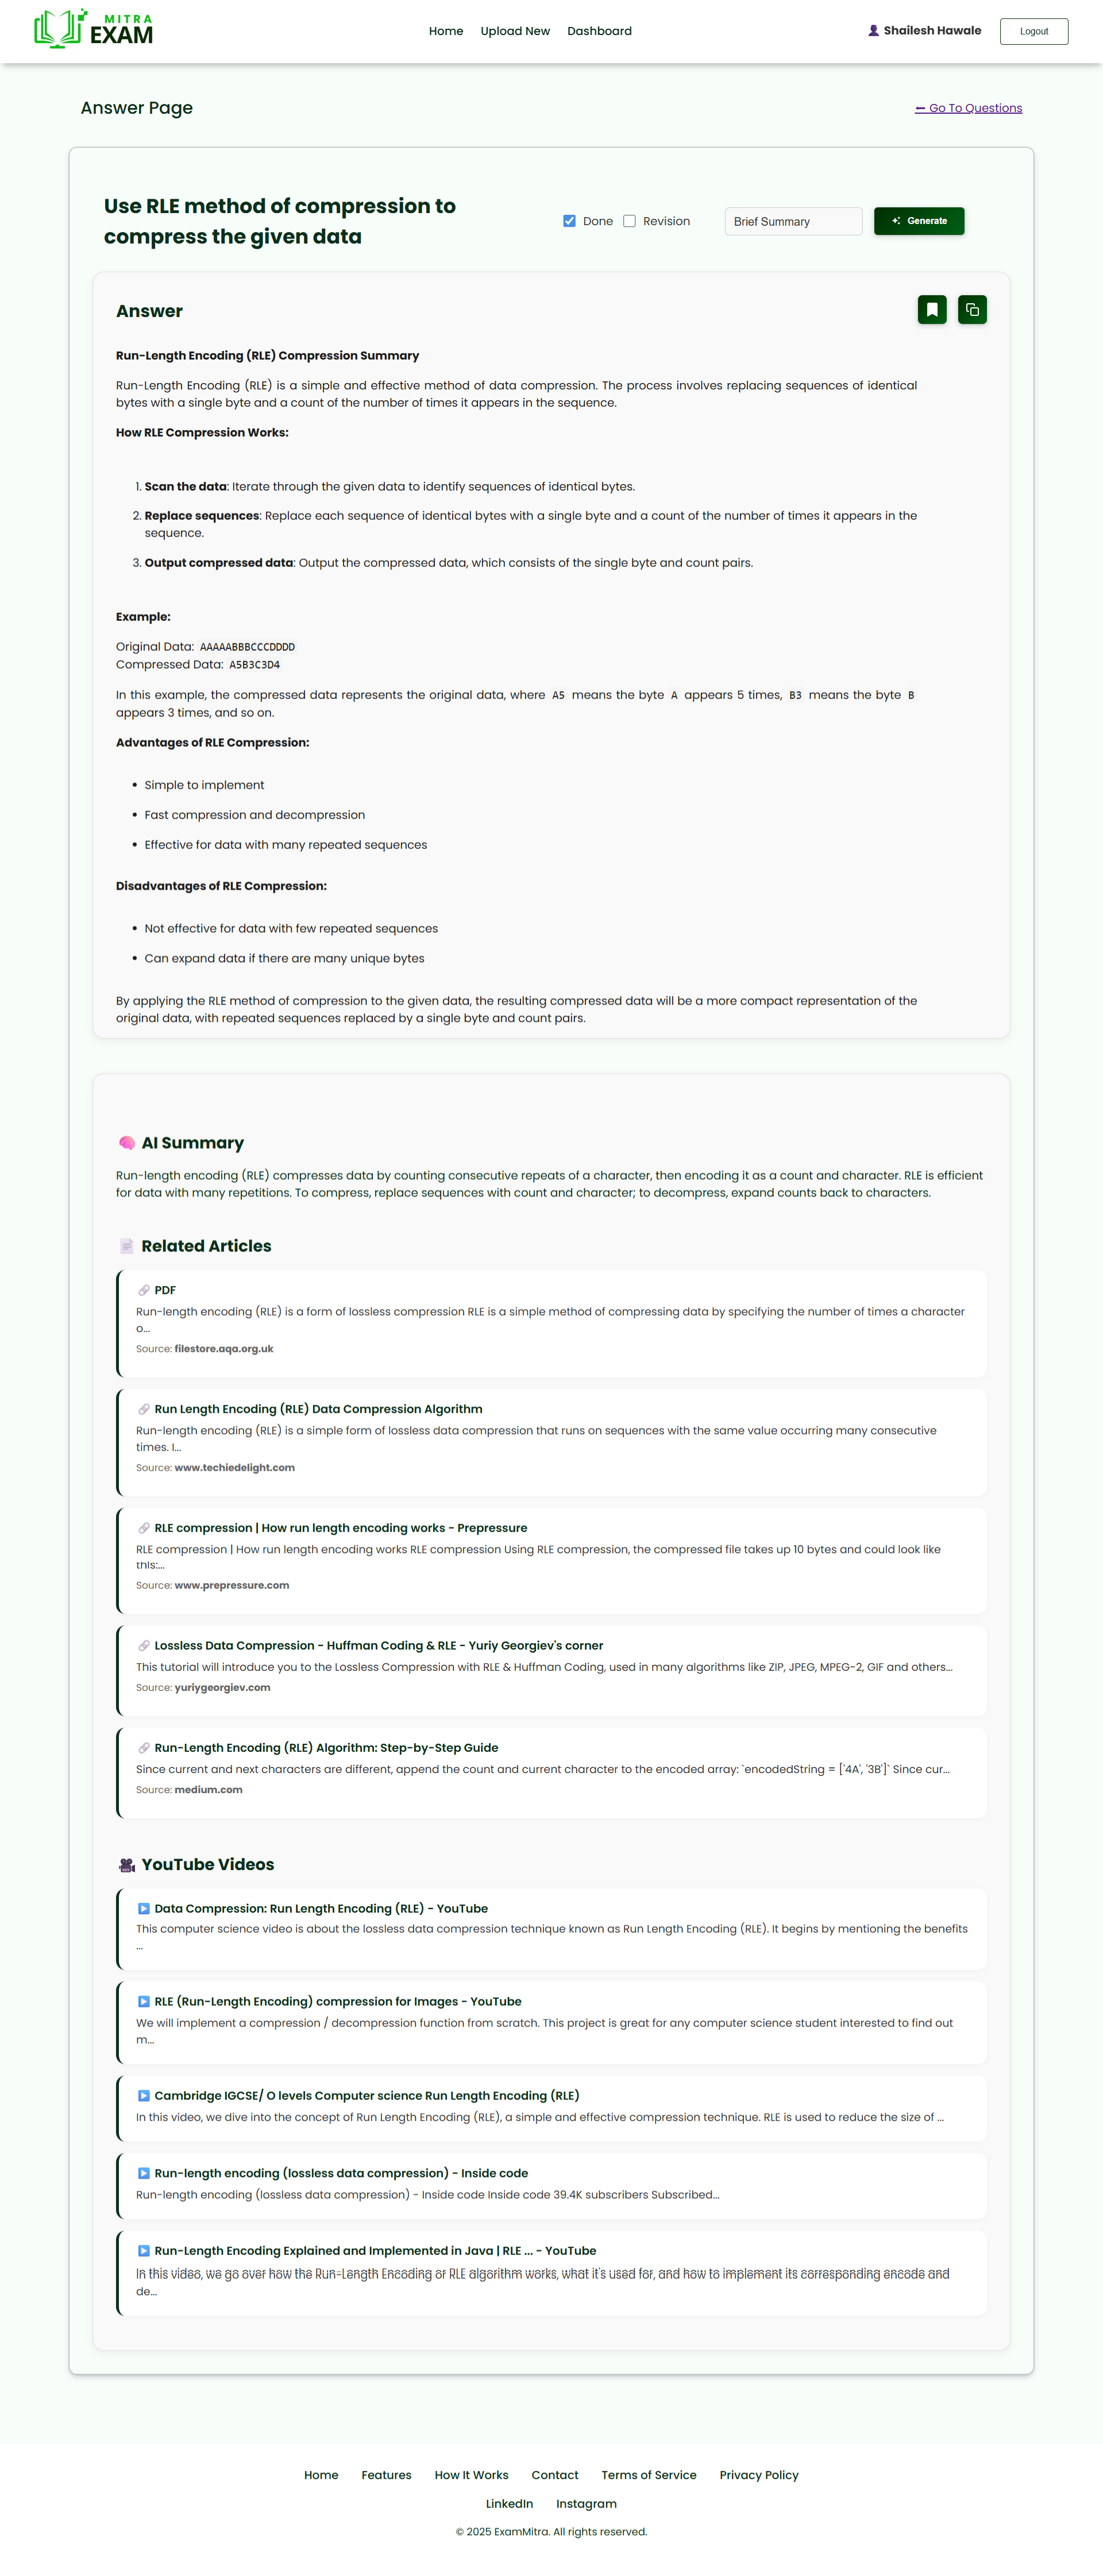 MITRA
EXAM
Home Upload New Dashboard
Shailesh Hawale
Logout
Answer Page
Go To Questions
Use RLE method of compression to
compress the given data
Done Revision
Brief Summary
Generate
Answer
Run-Length Encoding (RLE) Compression Summary
Run-Length Encoding (RLE) is a simple and effective method of data compression. The process involves replacing sequences of identical
bytes with a single byte and a count of the number of times it appears in the sequence.
How RLE Compression Works:
1. Scan the data: Iterate through the given data to identify sequences of identical bytes.
2. Replace sequences: Replace each sequence of identical bytes with a single byte and a count of the number of times it appears in the
sequence.
3. Output compressed data: Output the compressed data, which consists of the single byte and count pairs.
Example:
Original Data: AAAAABBBCCCDDDD
Compressed Data: A5B3C3D4
In this example, the compressed data represents the original data, where A5 means the byte A appears 5 times, B3 means the byte B
appears 3 times, and so on.
Advantages of RLE Compression:
• Simple to implement
• Fast compression and decompression
• Effective for data with many repeated sequences
Disadvantages of RLE Compression:
• Not effective for data with few repeated sequences
• Can expand data if there are many unique bytes
By applying the RLE method of compression to the given data, the resulting compressed data will be a more compact representation of the
original data, with repeated sequences replaced by a single byte and count pairs.
AI Summary
Run-length encoding (RLE) compresses data by counting consecutive repeats of a character, then encoding it as a count and character. RLE is efficient
for data with many repetitions. To compress, replace sequences with count and character; to decompress, expand counts back to characters.
Related Articles
PDF
Run-length encoding (RLE) is a form of lossless compression RLE is a simple method of compressing data by specifying the number of times a character
o...
Source: filestore.aqa.org.uk
Run Length Encoding (RLE) Data Compression Algorithm
Run-length encoding (RLE) is a simple form of lossless data compression that runs on sequences with the same value occurring many consecutive
times. I...
Source: www.techiedelight.com
RLE compression | How run length encoding works - Prepressure
RLE compression | How run length encoding works RLE compression Using RLE compression, the compressed file takes up 10 bytes and could look like
this:...
Source: www.prepressure.com
Lossless Data Compression - Huffman Coding & RLE - Yuriy Georgiev's corner
This tutorial will introduce you to the Lossless Compression with RLE & Huffman Coding, used in many algorithms like ZIP, JPEG, MPEG-2, GIF and others...
Source: yuriygeorgiev.com
Run-Length Encoding (RLE) Algorithm: Step-by-Step Guide
Since current and next characters are different, append the count and current character to the encoded array: `encodedString = ['4A', '3B']` Since cur...
Source: medium.com
YouTube Videos
Data Compression: Run Length Encoding (RLE) - YouTube
This computer science video is about the lossless data compression technique known as Run Length Encoding (RLE). It begins by mentioning the benefits
...
RLE (Run-Length Encoding) compression for Images - YouTube
We will implement a compression / decompression function from scratch. This project is great for any computer science student interested to find out
m...
Cambridge IGCSE/ O levels Computer science Run Length Encoding (RLE)
In this video, we dive into the concept of Run Length Encoding (RLE), a simple and effective compression technique. RLE is used to reduce the size of ...
Run-length encoding (lossless data compression) - Inside code
Run-length encoding (lossless data compression) - Inside code Inside code 39.4K subscribers Subscribed...
Run-Length Encoding Explained and Implemented in Java | RLE ... - YouTube
In this video, we go over how the Run-Length Encoding or RLE algorithm works, what it's used for, and how to implement its corresponding encode and
de...
Home Features How It Works Contact Terms of Service Privacy Policy
LinkedIn Instagram
© 2025 ExamMitra. All rights reserved.